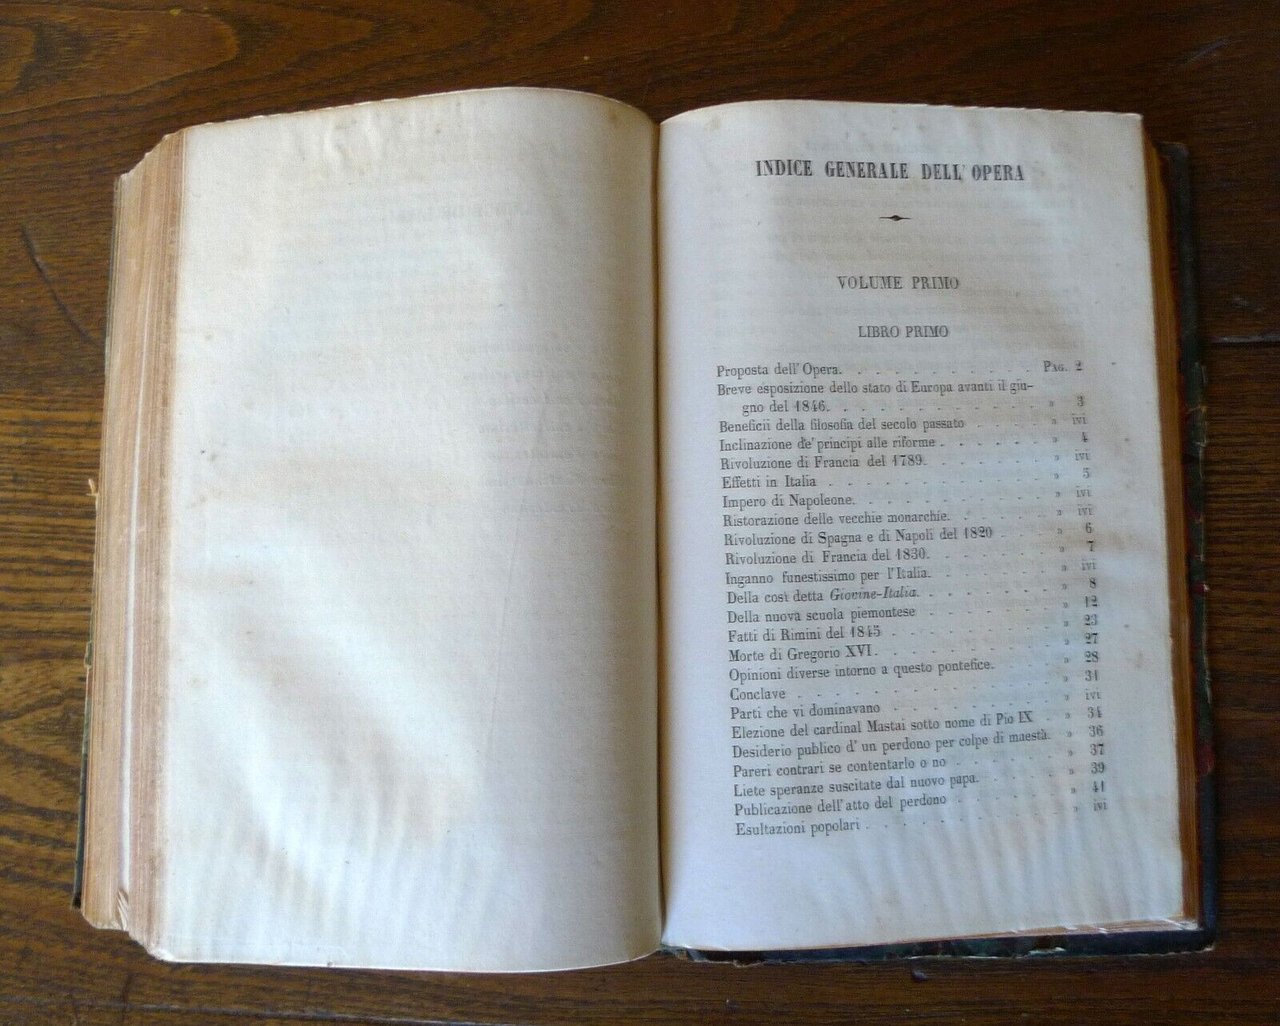 INDICE GENERALE DELL' OPERA
VOLUME PRIMO
LIBRO PRIMO
Proposta dell' Opera. . . . . . . . . . . PAG. 2
Breve esposizione dello stato di Europa avanti il giu-
gno del 1846. . . . . . . . . . . » 3
Beneficii della filosofia del secolo passato . . . . » ivi
Inclinazione de' principi alle riforme . . . . . . » 4
Rivoluzione di Francia del 1789. . . . . . . . » ivi
Effetti in Italia . . . . . . . . . . . » 5
Impero di Napoleone. . . . . . . . . . » ivi
Ristorazione delle vecchie monarchie. . . . . . » ivi
Rivoluzione di Spagna e di Napoli del 1820 . . . » 6
Rivoluzione di Francia del 1830. . . . . . . . » 7
Inganno funestissimo per l' Italia. . . . . . . . » ivi
Della così detta Giovine-Italia. . . . . . . . » 8
Della nuova scuola piemontese . . . . . . . . » 12
Fatti di Rimini del 1845 . . . . . . . . . » 23
Morte di Gregorio XVI. . . . . . . . . . » 27
Opinioni diverse intorno a questo pontefice. . . . » 28
Conclave . . . . . . . . . . . . » 31
Parti che vi dominavano . . . . . . . . . » ivi
Elezione del cardinal Mastai sotto nome di Pio IX . » 34
Desiderio publico d' un perdono per colpe di maestà. » 36
Pareri contrari se contentarlo o no . . . . . . » 37
Liete speranze suscitate dal nuovo papa. . . . . » 39
Publicazione dell' atto del perdono . . . . . . » 41
Esultazioni popolari . . . . . . . . . . » ivi